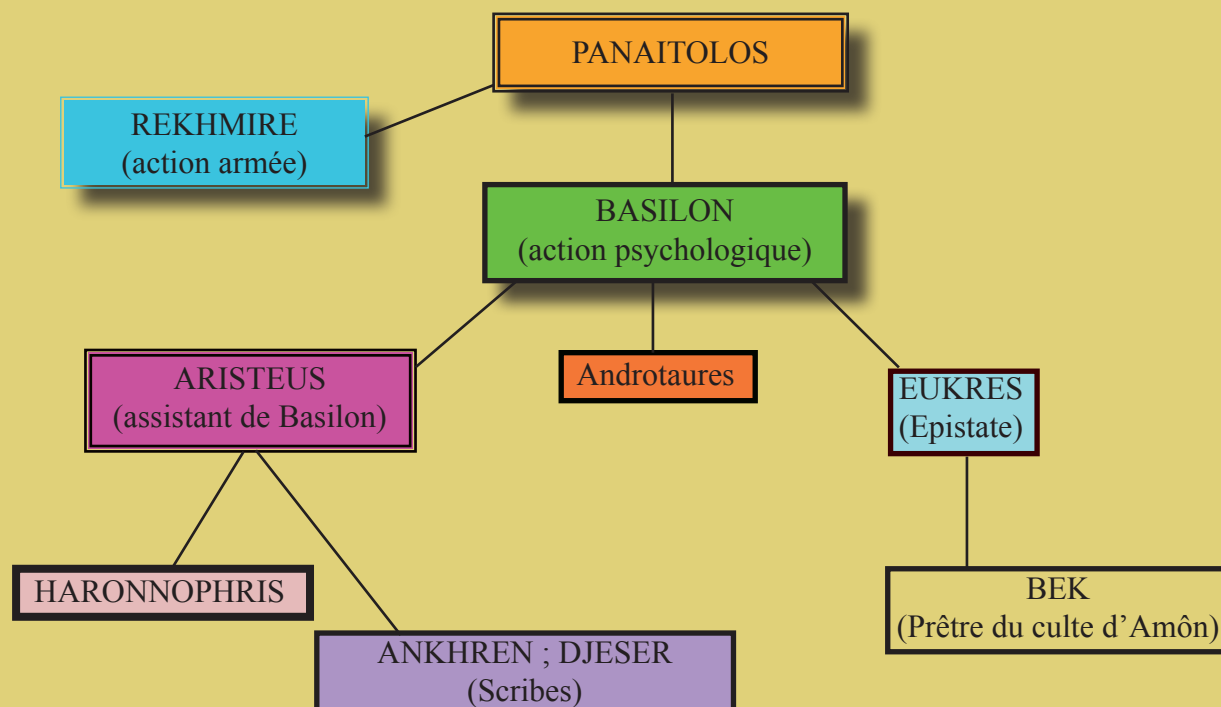 PANAITOLOS
REKHMIRE
(action armée)
BASILON
(action psychologique)
ARISTEUS
(assistant de Basilon)
Androtaures
EUKRES
(Epistate)
HARONNOPHRIS
ANKHREN ; DJESER
(Scribes)
BEK
(Prêtre du culte d’Amôn)